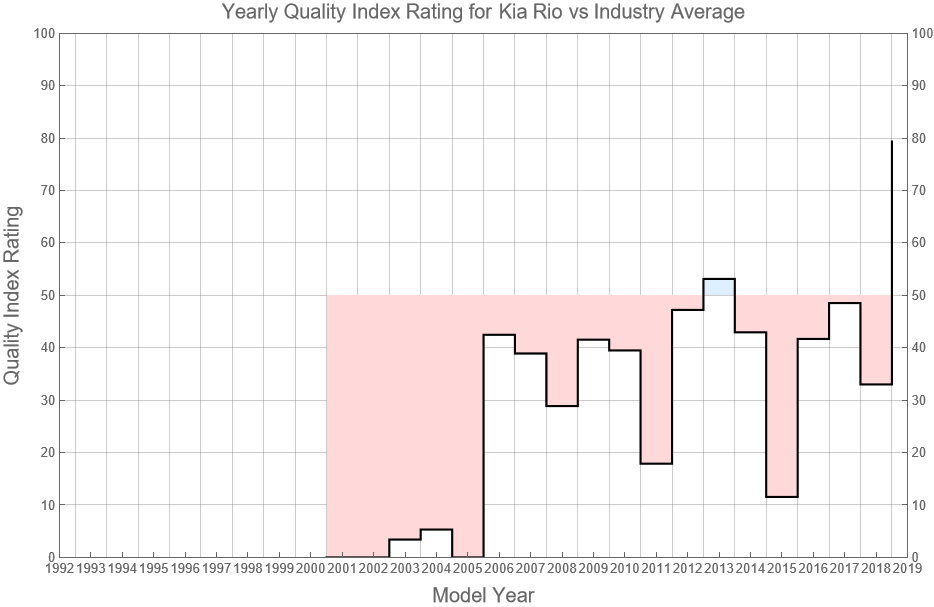 Yearly Quality Index Rating for Kia Rio vs Industry Average
100 100
90 90
80 80
70 70
60 60
50 50
40 40
30 30
20 20
10 10
0 0
Quality Index Rating
1992 1993 1994 1995 1996 1997 1998 1999 2000 2001 2002 2003 2004 2005 2006 2007 2008 2009 2010 2011 2012 2013 2014 2015 2016 2017 2018 2019
Model Year